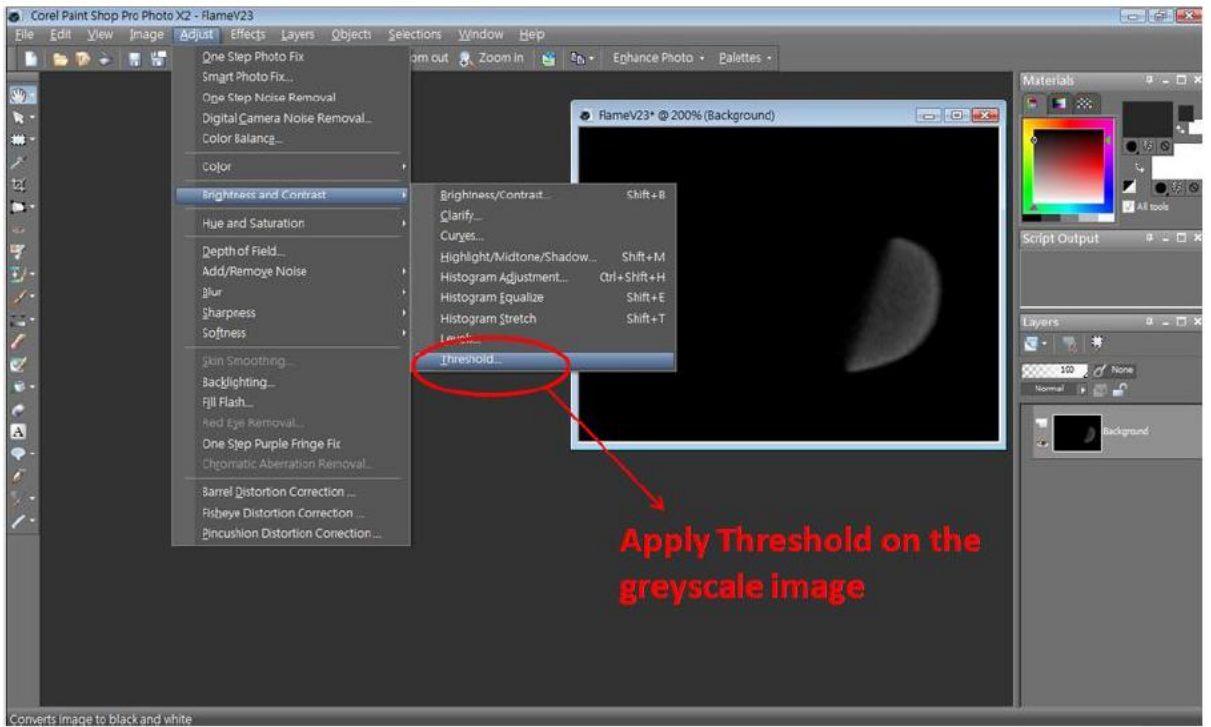 Corel Paint Shop Pro Photo X2 - FlameV23
File Edit View Image Adjust Effects Layers Objects Selections Window Help
om out Zoom in Enhance Photo Palettes
One Step Photo Fix
Smart Photo Fix...
One Step Noise Removal
Digital Camera Noise Removal...
Color Balance...
Color
Brightness and Contrast
Hue and Saturation
Depth of Field...
Add/Remove Noise
Blur
Sharpness
Softness
Skin Smoothing...
Backlighting...
Fill Flash...
Red Eye Removal...
One Step Purple Fringe Fix
Chromatic Aberration Removal...
Barrel Distortion Correction ...
Fisheye Distortion Correction ...
Pincushion Distortion Correction ...
Brightness/Contrast... Shift+B
Clarify...
Curves...
Highlight/Midtone/Shadow... Shift+M
Histogram Adjustment... Ctrl+Shift+H
Histogram Equalize Shift+E
Histogram Stretch Shift+T
Levels...
Threshold...
FlameV23* @ 200% (Background)
Materials
All tools
Script Output
Layers
100 None
Normal
Background
A
Apply Threshold on the
greyscale image
Converts image to black and white